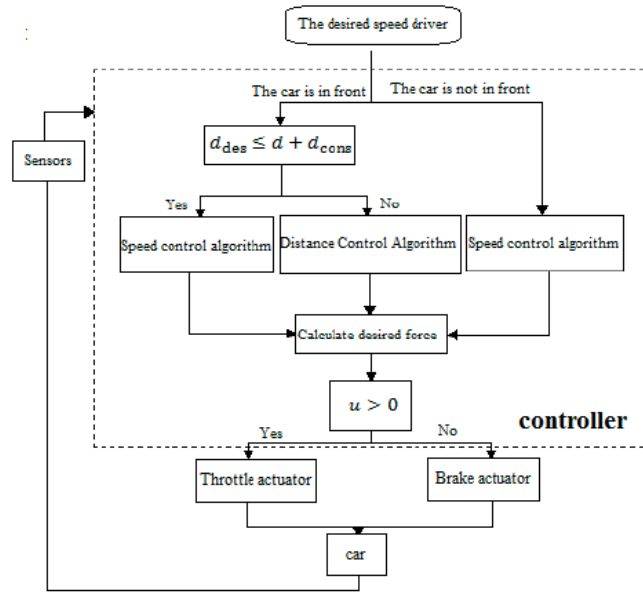 :
The desired speed driver
The car is in front
The car is not in front
d_des ≤ d + d_cons
Sensors
Yes
No
Speed control algorithm
Distance Control Algorithm
Speed control algorithm
Calculate desired force
u > 0
controller
Yes
No
Throttle actuator
Brake actuator
car